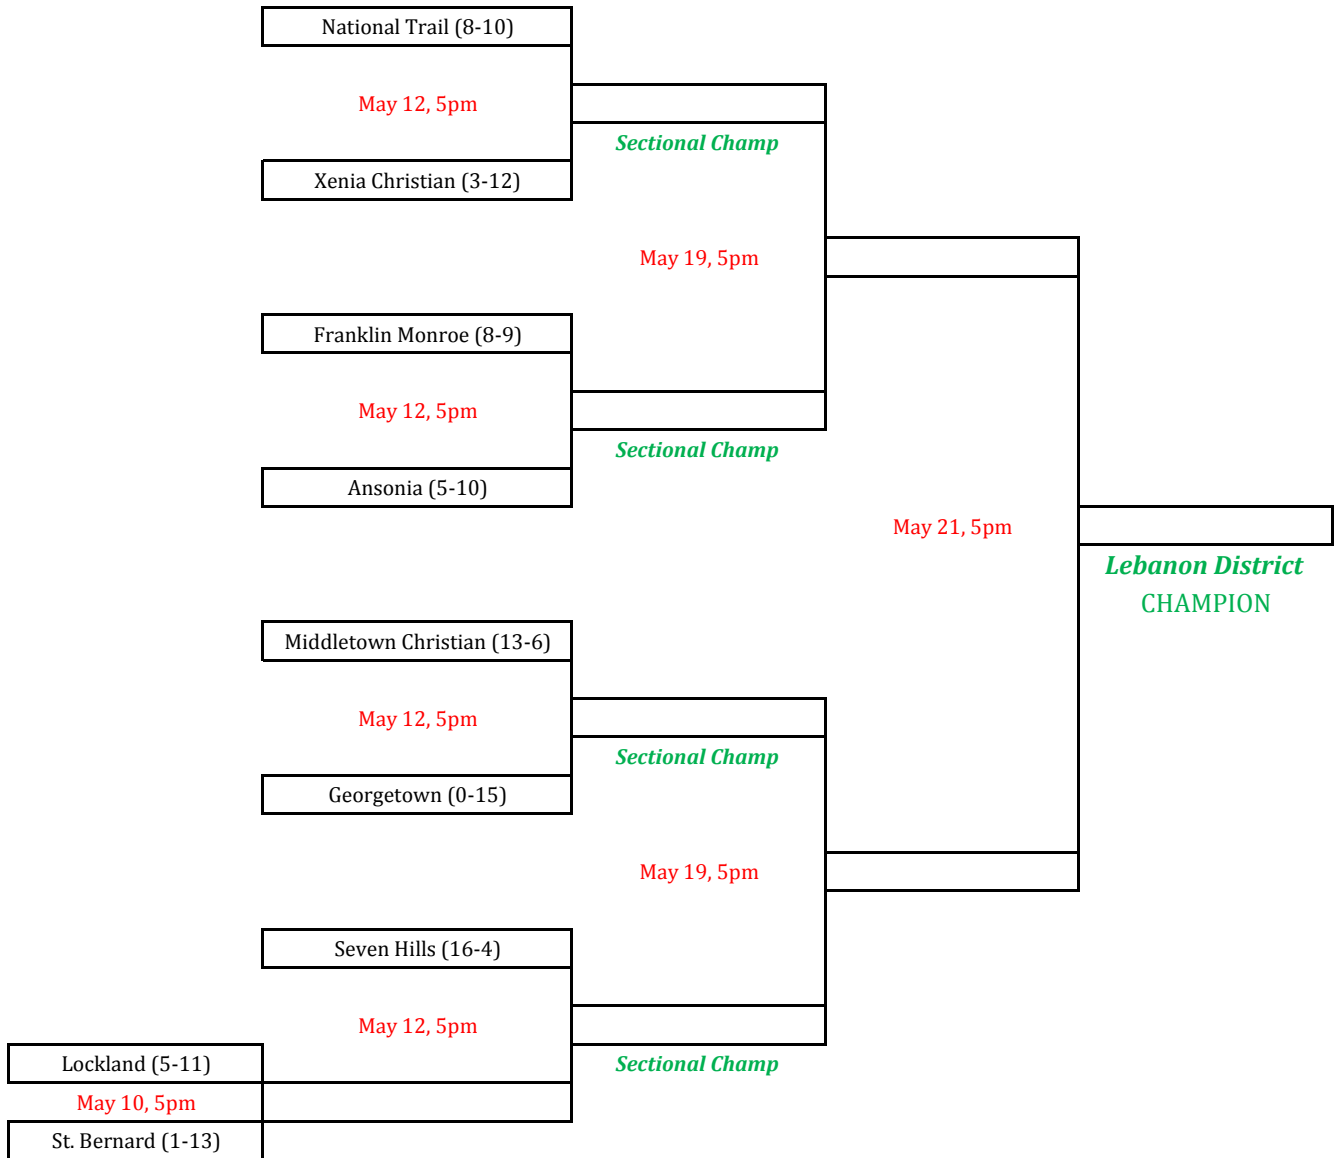 National Trail (8-10)
May 12, 5pm
Sectional Champ
Xenia Christian (3-12)
May 19, 5pm
Franklin Monroe (8-9)
May 12, 5pm
Sectional Champ
Ansonia (5-10)
May 21, 5pm
Lebanon District
CHAMPION
Middletown Christian (13-6)
May 12, 5pm
Sectional Champ
Georgetown (0-15)
May 19, 5pm
Seven Hills (16-4)
May 12, 5pm
Sectional Champ
Lockland (5-11)
May 10, 5pm
St. Bernard (1-13)